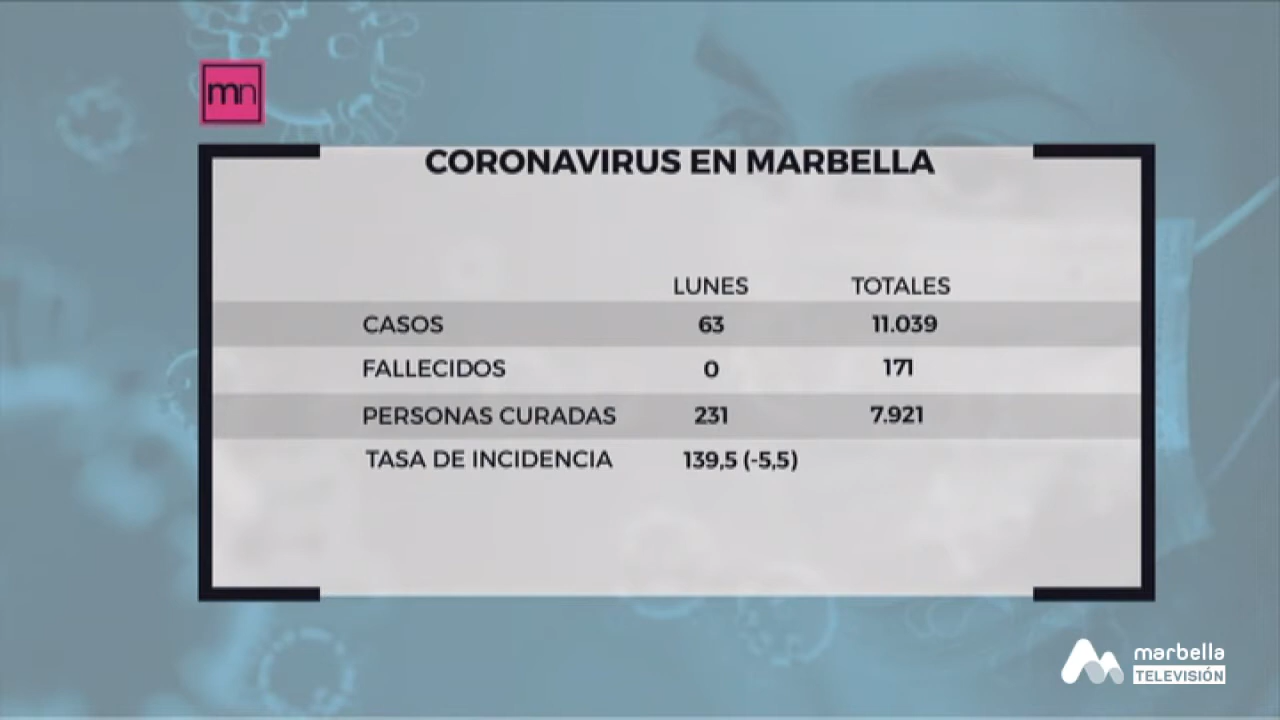 mn
CORONAVIRUS EN MARBELLA
LUNES TOTALES
CASOS 63 11.039
FALLECIDOS 0 171
PERSONAS CURADAS 231 7.921
TASA DE INCIDENCIA 139,5 (-5,5)
marbella
TELEVISIÓN